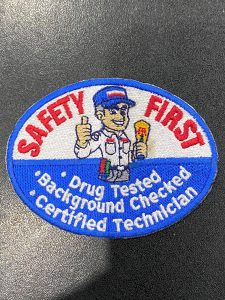 SAFETY FIRST
• Drug Tested
• Background Checked
• Certified Technician